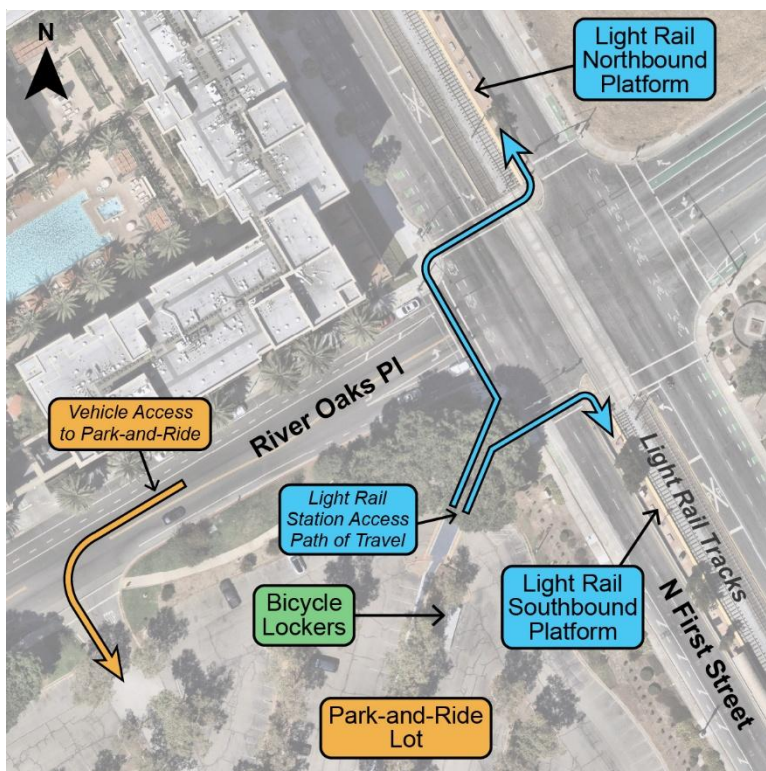 N
Light Rail
Northbound
Platform
River Oaks Pl
Vehicle Access
to Park-and-Ride
Light Rail
Station Access
Path of Travel
Light Rail Tracks
Bicycle
Lockers
Light Rail
Southbound
Platform
N First Street
Park-and-Ride
Lot